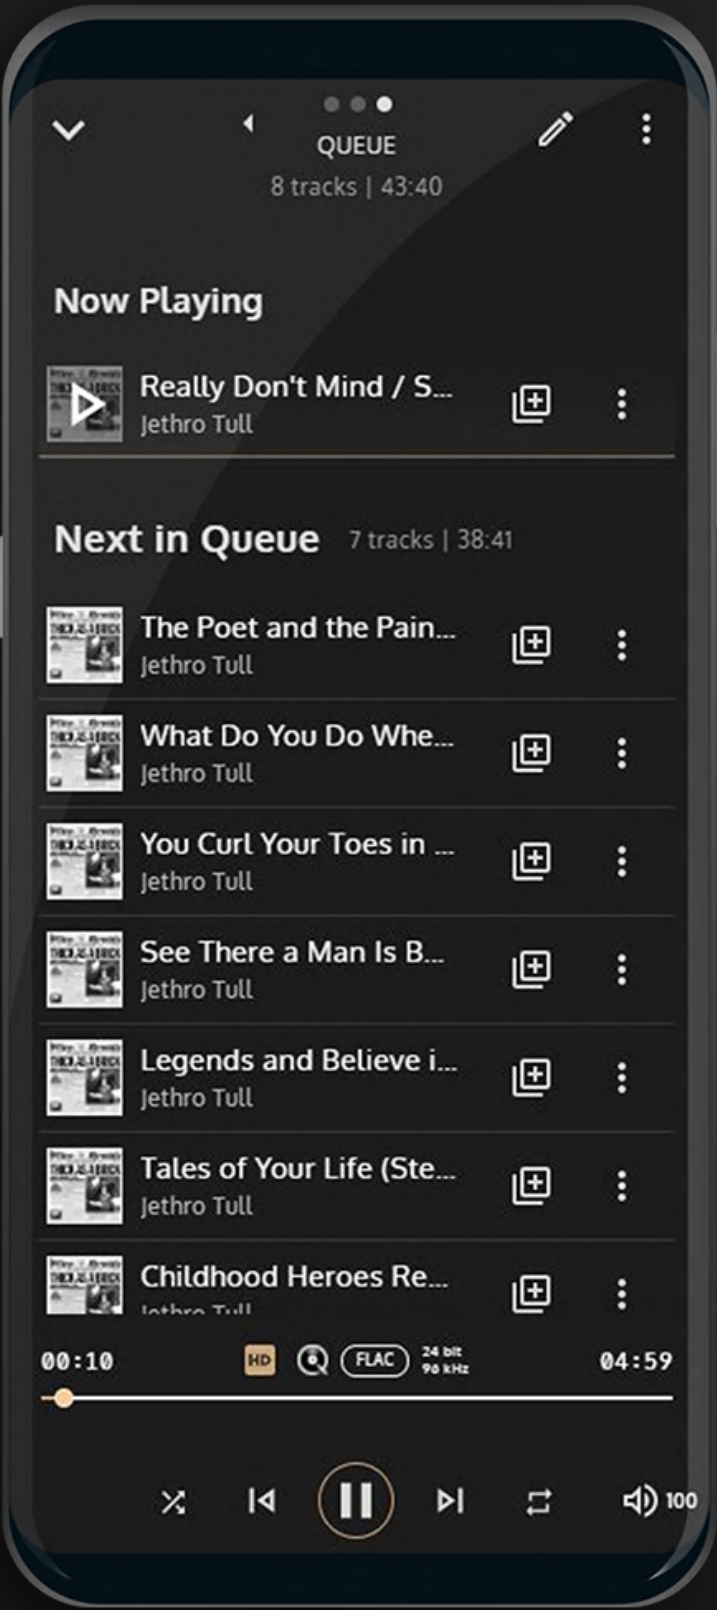 QUEUE
8 tracks | 43:40
Now Playing
Really Don't Mind / S...
Jethro Tull
Next in Queue 7 tracks | 38:41
The Poet and the Pain...
Jethro Tull
What Do You Do Whe...
Jethro Tull
You Curl Your Toes in ...
Jethro Tull
See There a Man Is B...
Jethro Tull
Legends and Believe i...
Jethro Tull
Tales of Your Life (Ste...
Jethro Tull
Childhood Heroes Re...
Jethro Tull
00:10 HD FLAC 24 bit 04:59
96 kHz
100